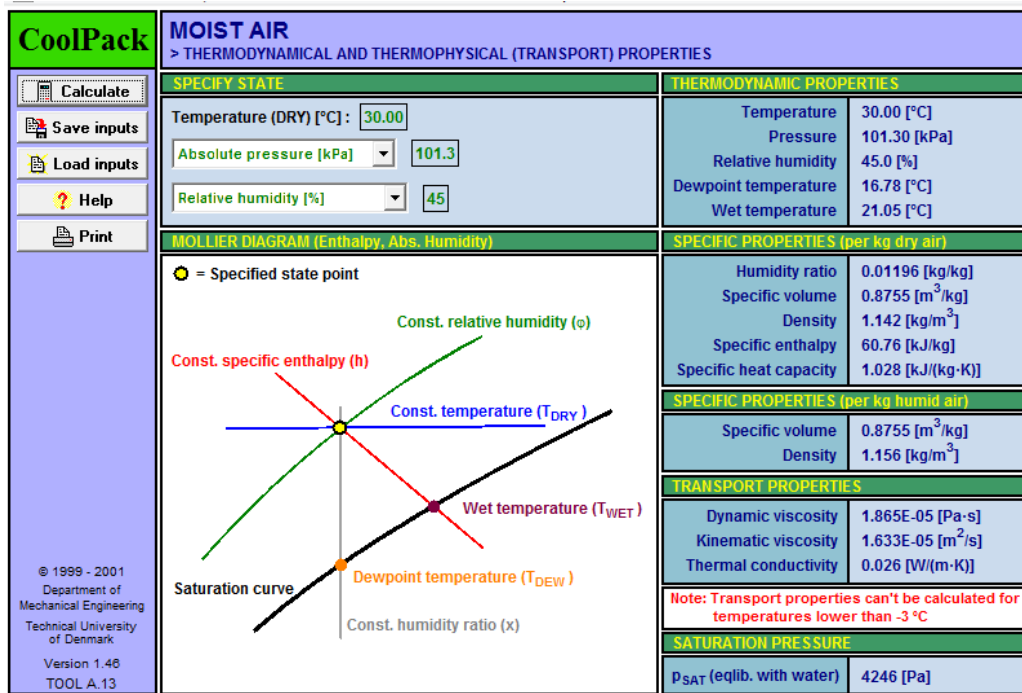 CoolPack
MOIST AIR
> THERMODYNAMICAL AND THERMOPHYSICAL (TRANSPORT) PROPERTIES
Calculate
Save inputs
Load inputs
? Help
Print
© 1999 - 2001
Department of
Mechanical Engineering
Technical University
of Denmark
Version 1.46
TOOL A.13
SPECIFY STATE
Temperature (DRY) [°C] : 30.00
Absolute pressure [kPa] 101.3
Relative humidity [%] 45
MOLLIER DIAGRAM (Enthalpy, Abs. Humidity)
= Specified state point
Const. relative humidity (φ)
Const. specific enthalpy (h)
Const. temperature (TDRY )
Wet temperature (TWET )
Dewpoint temperature (TDEW )
Saturation curve
Const. humidity ratio (x)
THERMODYNAMIC PROPERTIES
Temperature 30.00 [°C]
Pressure 101.30 [kPa]
Relative humidity 45.0 [%]
Dewpoint temperature 16.78 [°C]
Wet temperature 21.05 [°C]
SPECIFIC PROPERTIES (per kg dry air)
Humidity ratio 0.01196 [kg/kg]
Specific volume 0.8755 [m³/kg]
Density 1.142 [kg/m³]
Specific enthalpy 60.76 [kJ/kg]
Specific heat capacity 1.028 [kJ/(kg·K)]
SPECIFIC PROPERTIES (per kg humid air)
Specific volume 0.8755 [m³/kg]
Density 1.156 [kg/m³]
TRANSPORT PROPERTIES
Dynamic viscosity 1.865E-05 [Pa·s]
Kinematic viscosity 1.633E-05 [m²/s]
Thermal conductivity 0.026 [W/(m·K)]
Note: Transport properties can't be calculated for
temperatures lower than -3 °C
SATURATION PRESSURE
pSAT (eqlib. with water) 4246 [Pa]